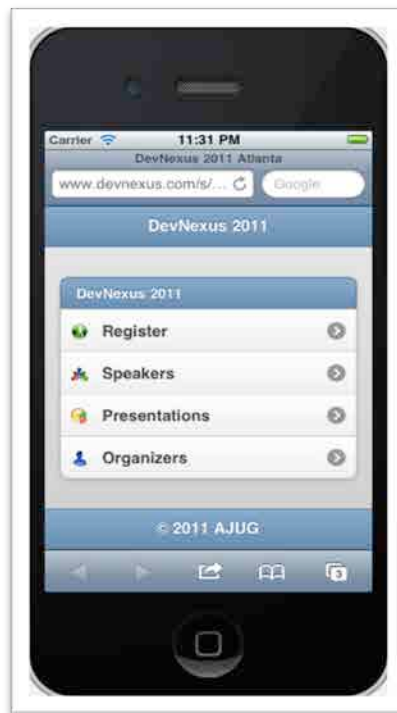 Carrier 11:31 PM
DevNexus 2011 Atlanta
www.devnexus.com/s/... Google
DevNexus 2011
DevNexus 2011
Register
Speakers
Presentations
Organizers
© 2011 AJUG
3